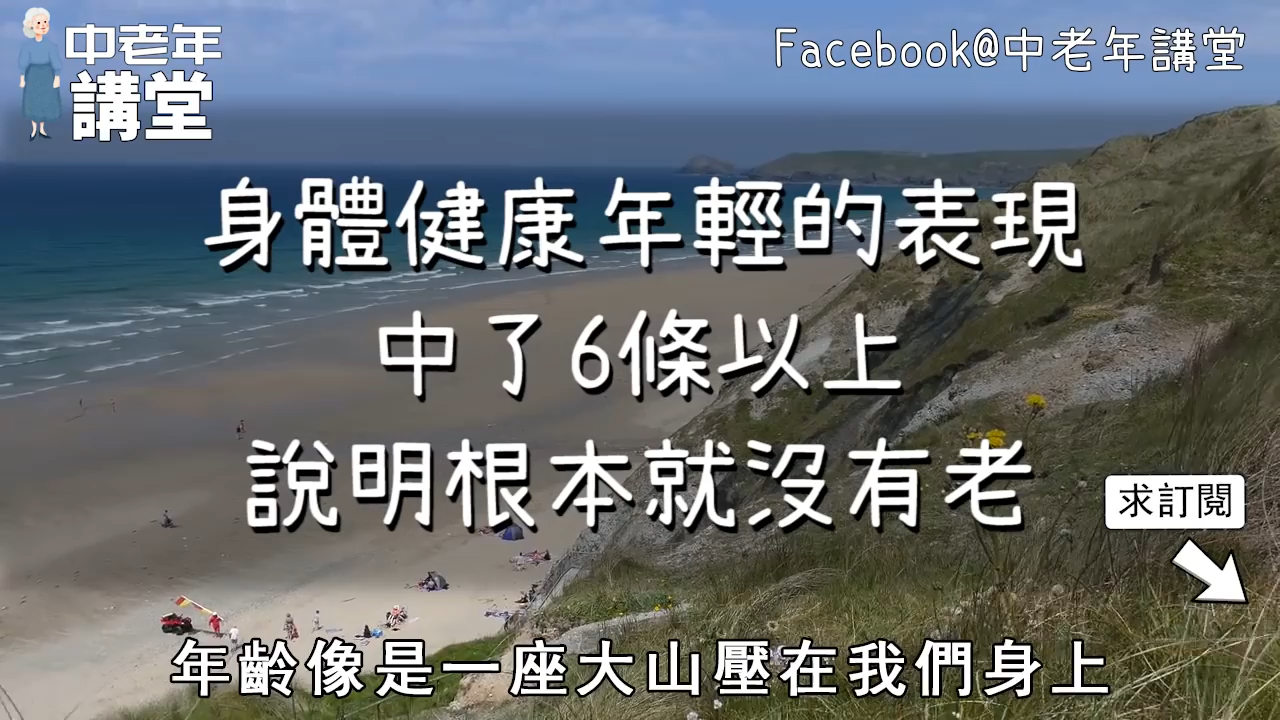 中老年
講堂
Facebook@中老年講堂
身體健康年輕的表現
中了6條以上
說明根本就沒有老
求訂閱
年齡像是一座大山壓在我們身上